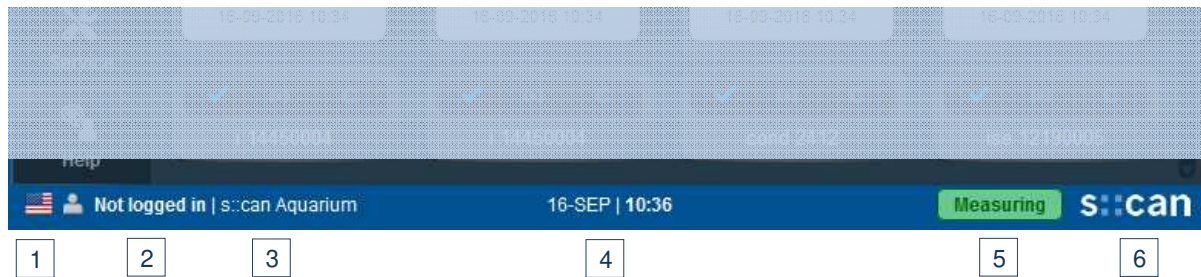 16-09-2016 10:34 16-09-2016 10:34 16-09-2016 10:34 16-09-2016 10:34
cond 2412
Help
Not logged in | s::can Aquarium 16-SEP | 10:36 Measuring s::can
1 2 3 4 5 6